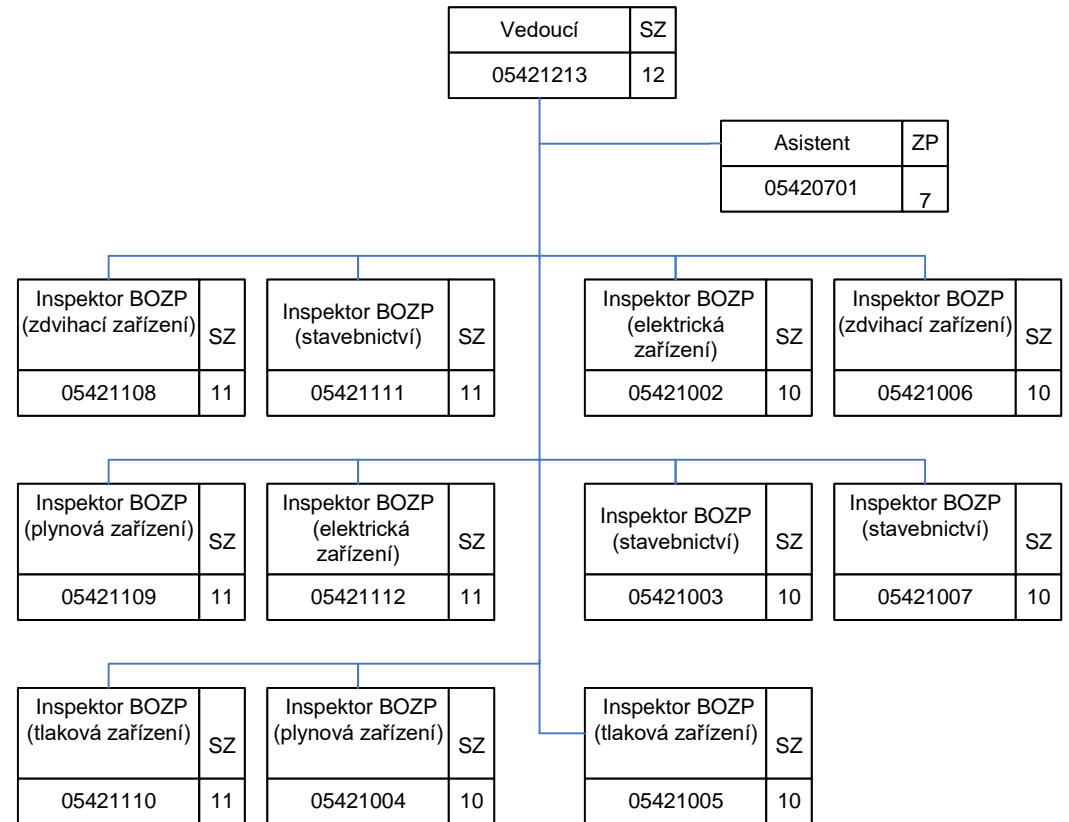 Vedoucí SZ
05421213 12
Asistent ZP
05420701 7
Inspektor BOZP
(zdvihací zařízení) SZ
05421108 11
Inspektor BOZP
(stavebnictví) SZ
05421111 11
Inspektor BOZP
(elektrická
zařízení) SZ
05421002 10
Inspektor BOZP
(zdvihací zařízení) SZ
05421006 10
Inspektor BOZP
(plynová zařízení) SZ
05421109 11
Inspektor BOZP
(elektrická
zařízení) SZ
05421112 11
Inspektor BOZP
(stavebnictví) SZ
05421003 10
Inspektor BOZP
(stavebnictví) SZ
05421007 10
Inspektor BOZP
(tlaková zařízení) SZ
05421110 11
Inspektor BOZP
(plynová zařízení) SZ
05421004 10
Inspektor BOZP
(tlaková zařízení) SZ
05421005 10